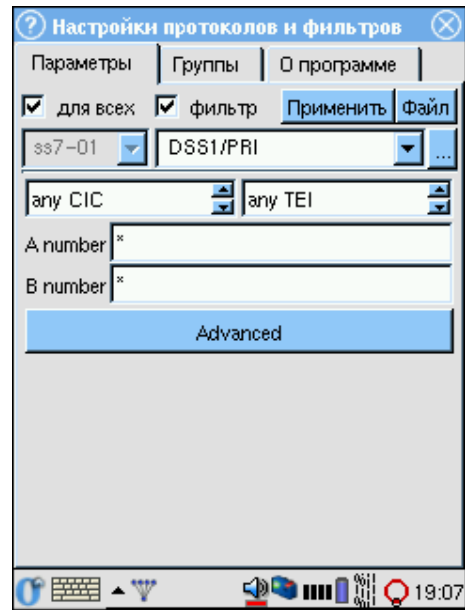 ? Настройки протоколов и фильтров
Параметры Группы О программе
для всех фильтр Применить Файл
ss7-01 DSS1/PRI ...
any CIC any TEI
A number *
B number *
Advanced
19:07